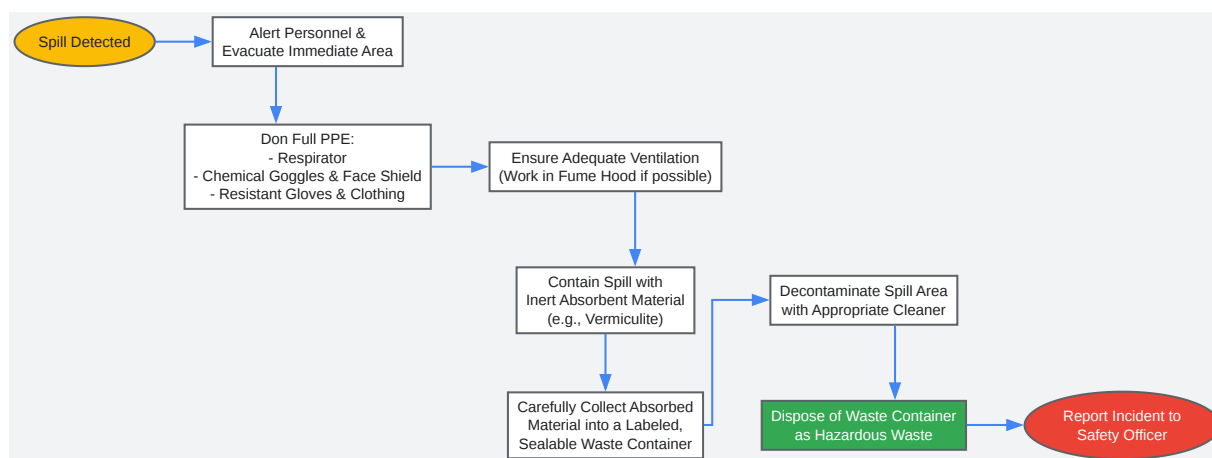 Spill Detected
Alert Personnel &
Evacuate Immediate Area
Don Full PPE:
- Respirator
- Chemical Goggles & Face Shield
- Resistant Gloves & Clothing
Ensure Adequate Ventilation
(Work in Fume Hood if possible)
Contain Spill with
Inert Absorbent Material
(e.g., Vermiculite)
Carefully Collect Absorbed
Material into a Labeled,
Sealable Waste Container
Decontaminate Spill Area
with Appropriate Cleaner
Dispose of Waste Container
as Hazardous Waste
Report Incident to
Safety Officer